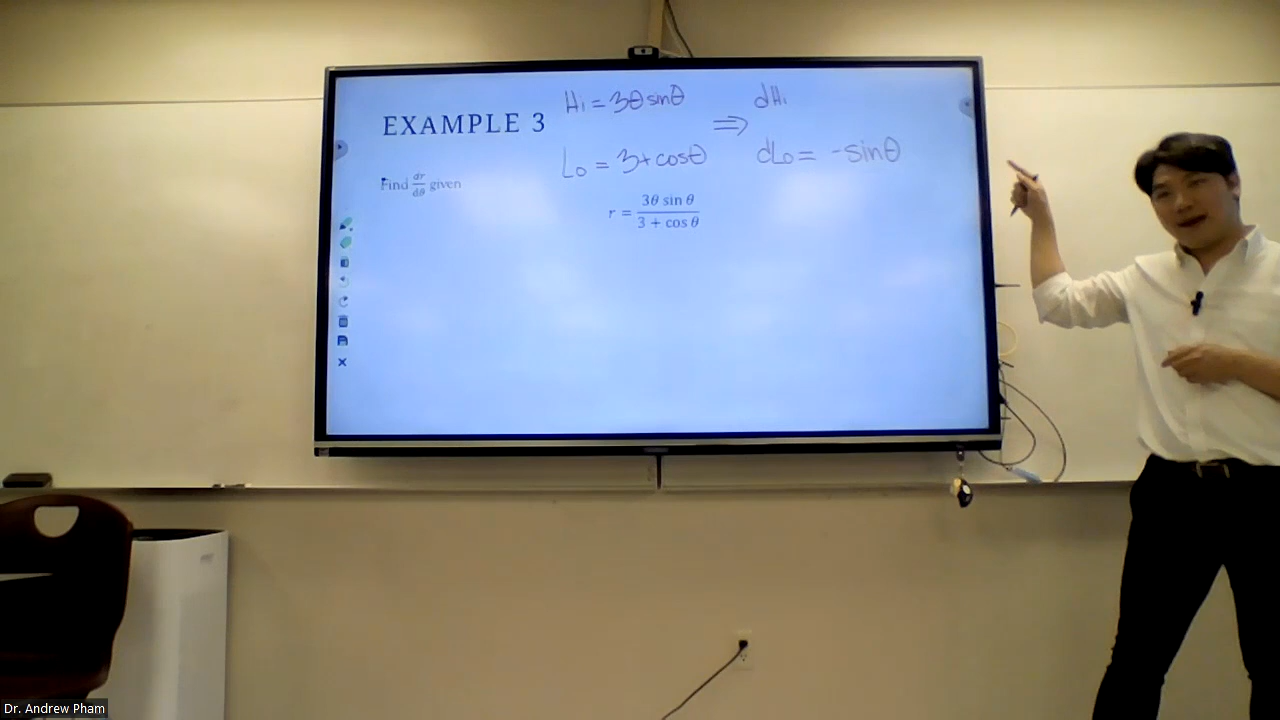 EXAMPLE 3
Hi = 3θ sinθ
⇒
dHi
Lo = 3 + cosθ
dLo = -sinθ
Find dr/dθ given
r = 3θ sin θ / 3 + cos θ
Dr. Andrew Pham